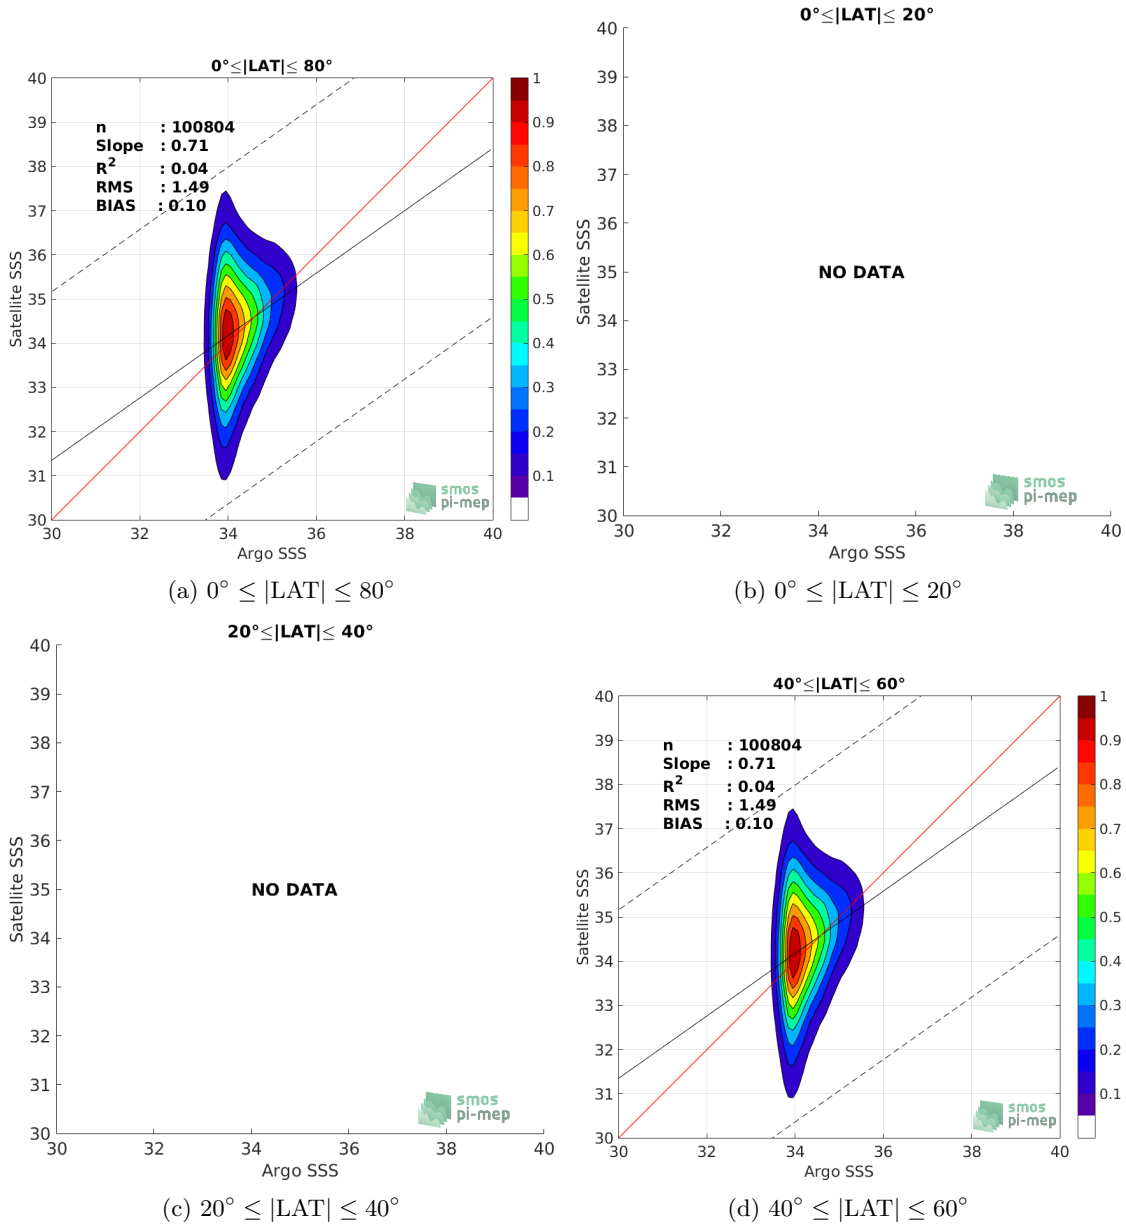 0°≤|LAT|≤ 80°
40
39
38
37
36
35
34
33
32
31
30
Satellite SSS
n : 100804
Slope : 0.71
R² : 0.04
RMS : 1.49
BIAS : 0.10
30 32 34 36 38 40
Argo SSS
1
0.9
0.8
0.7
0.6
0.5
0.4
0.3
0.2
0.1
smos
pi-mep
(a) 0° ≤ |LAT| ≤ 80°
0°≤|LAT|≤ 20°
40
39
38
37
36
35
34
33
32
31
30
Satellite SSS
NO DATA
smos
pi-mep
30 32 34 36 38 40
Argo SSS
(b) 0° ≤ |LAT| ≤ 20°
20°≤|LAT|≤ 40°
40
39
38
37
36
35
34
33
32
31
30
Satellite SSS
NO DATA
smos
pi-mep
30 32 34 36 38 40
Argo SSS
(c) 20° ≤ |LAT| ≤ 40°
40°≤|LAT|≤ 60°
40
39
38
37
36
35
34
33
32
31
30
Satellite SSS
n : 100804
Slope : 0.71
R² : 0.04
RMS : 1.49
BIAS : 0.10
30 32 34 36 38 40
Argo SSS
1
0.9
0.8
0.7
0.6
0.5
0.4
0.3
0.2
0.1
smos
pi-mep
(d) 40° ≤ |LAT| ≤ 60°